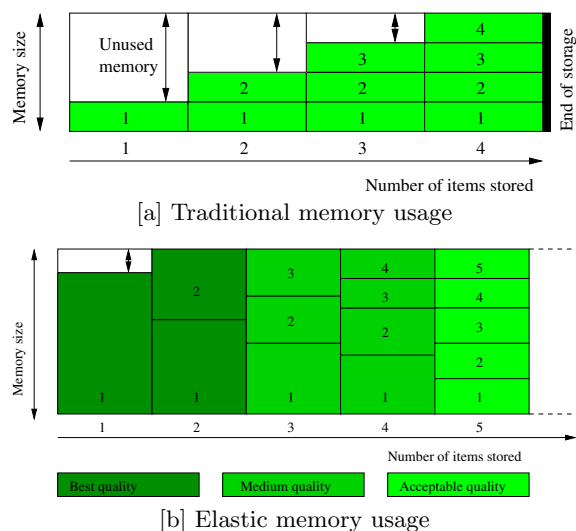 Memory size
Unused
memory
4
3
3
2
2
2
1
1
1
1
End of storage
1
2
3
4
Number of items stored
[a] Traditional memory usage
Memory size
3
4
5
2
3
4
2
2
3
2
1
1
1
1
1
1
2
3
4
5
Number of items stored
Best quality
Medium quality
Acceptable quality
[b] Elastic memory usage